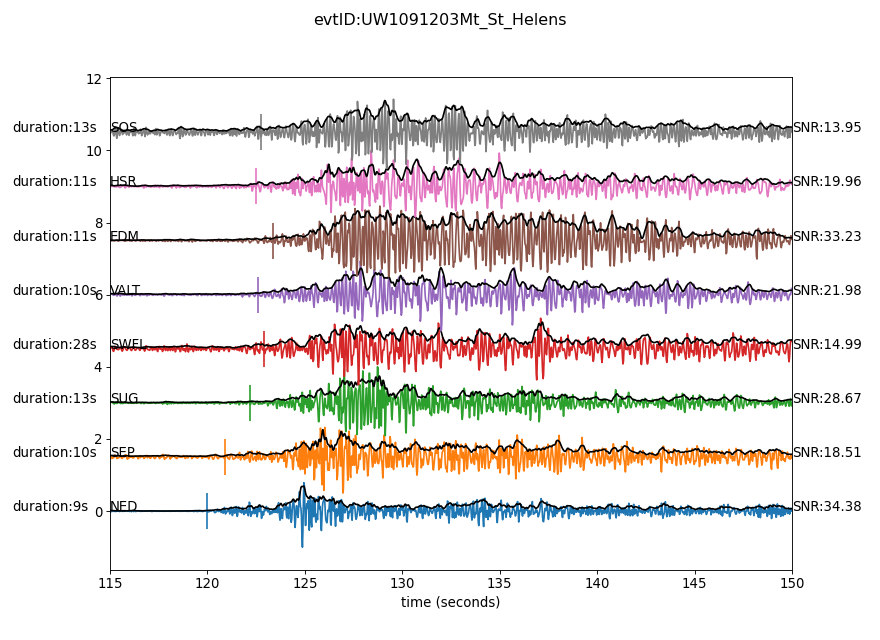 evtID:UW1091203Mt_St_Helens
12
duration:13s SOS SNR:13.95
10
duration:11s HSR SNR:19.96
8
duration:11s EDM SNR:33.23
duration:10s VALT SNR:21.98
6
duration:28s SWFL SNR:14.99
4
duration:13s SUG SNR:28.67
2
duration:10s SEP SNR:18.51
duration:9s NED SNR:34.38
0
115 120 125 130 135 140 145 150
time (seconds)